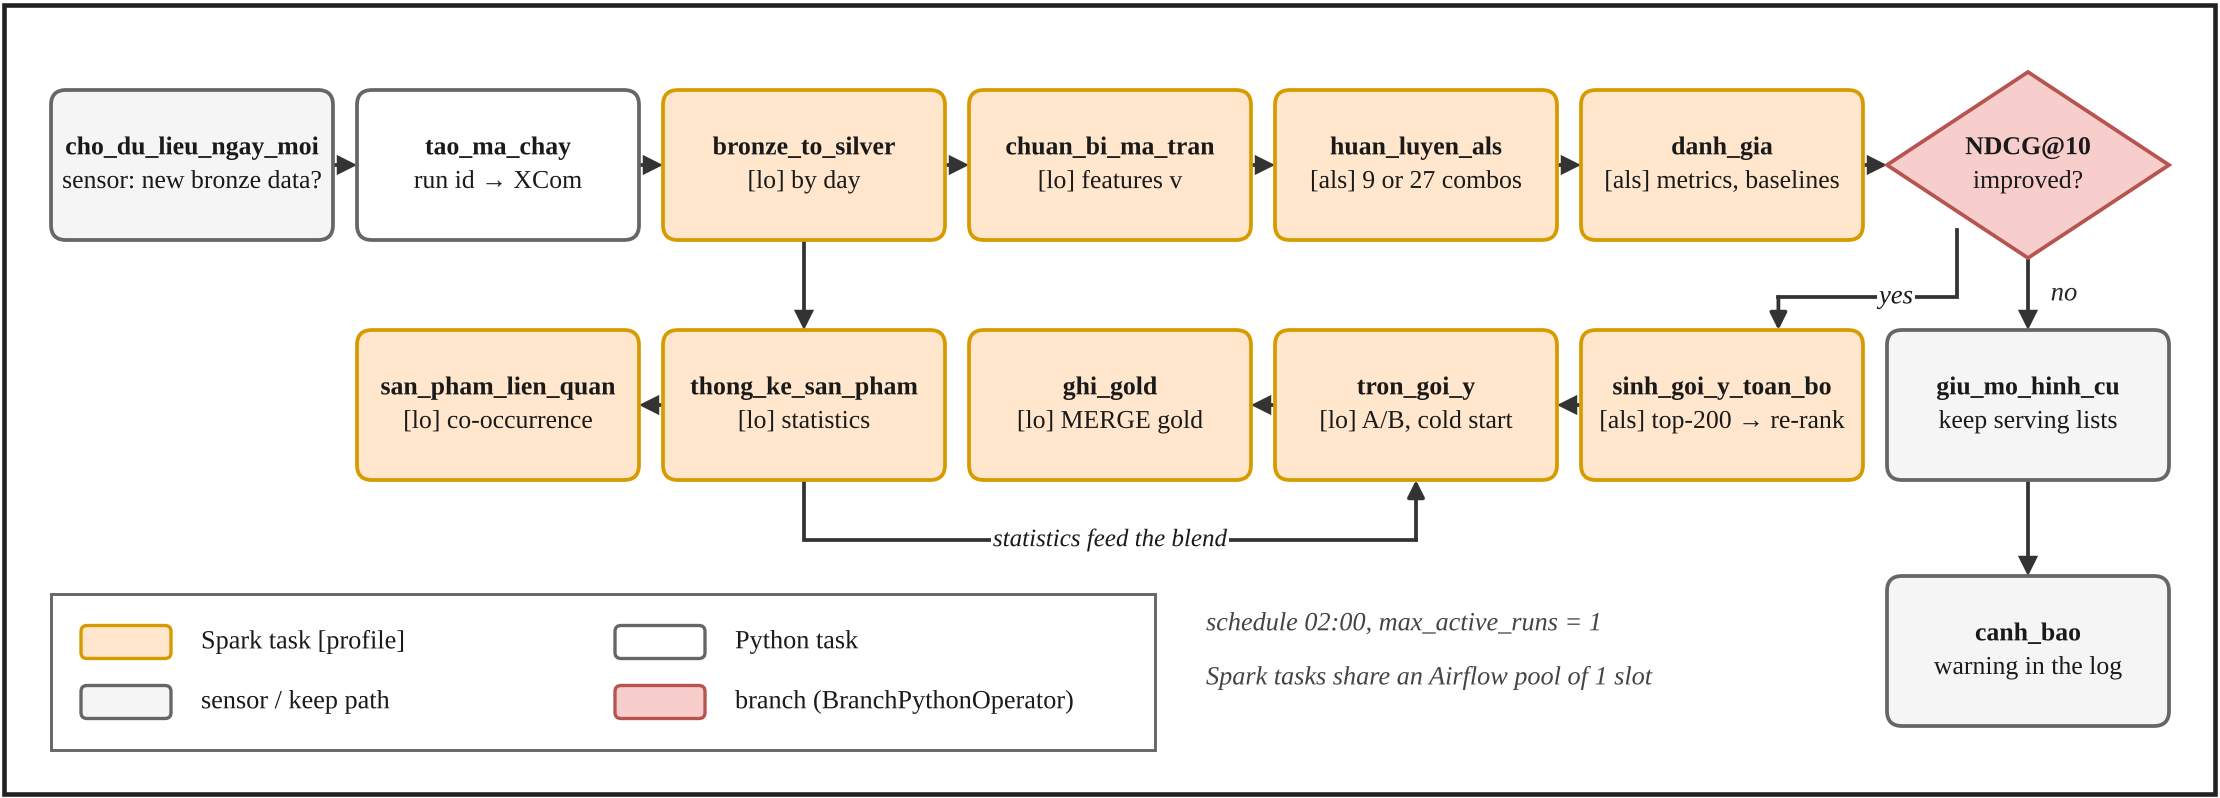 cho_du_lieu_ngay_moi
sensor: new bronze data?
tao_ma_chay
run id → XCom
bronze_to_silver
[lo] by day
chuan_bi_ma_tran
[lo] features v
huan_luyen_als
[als] 9 or 27 combos
danh_gia
[als] metrics, baselines
NDCG@10
improved?
yes
no
san_pham_lien_quan
[lo] co-occurrence
thong_ke_san_pham
[lo] statistics
ghi_gold
[lo] MERGE gold
tron_goi_y
[lo] A/B, cold start
sinh_goi_y_toan_bo
[als] top-200 → re-rank
giu_mo_hinh_cu
keep serving lists
statistics feed the blend
canh_bao
warning in the log
Spark task [profile]
Python task
sensor / keep path
branch (BranchPythonOperator)
schedule 02:00, max_active_runs = 1
Spark tasks share an Airflow pool of 1 slot